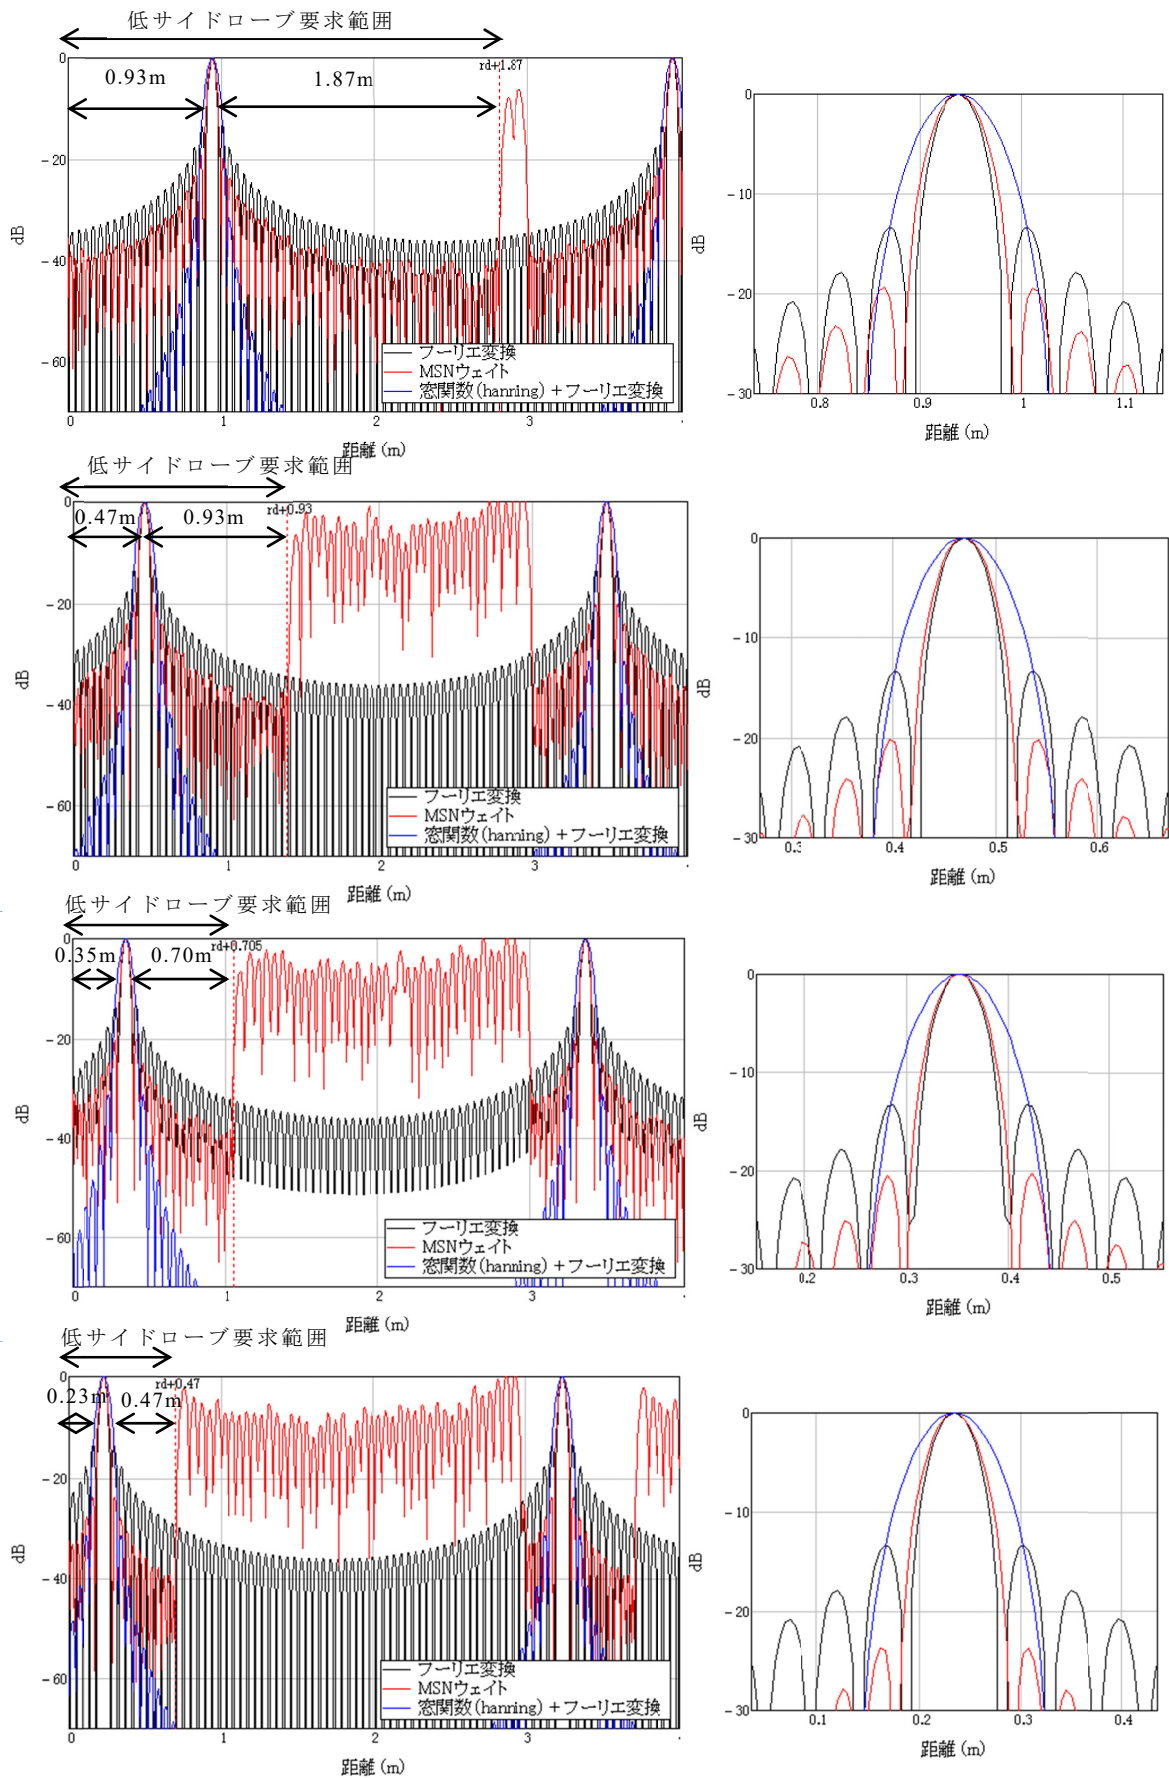 低サイドローブ要求範囲
0.93m
1.87m
rd+1.87
0
-20
-40
-60
dB
フーリエ変換
MSNウェイト
窓関数(hanning)+フーリエ変換
0 1 2 3
距離(m)
0
-10
-20
-30
dB
0.8 0.9 1 1.1
距離(m)
低サイドローブ要求範囲
0.47m
0.93m
rd+0.93
0
-20
-40
-60
dB
フーリエ変換
MSNウェイト
窓関数(hanning)+フーリエ変換
0 1 2 3
距離(m)
0
-10
-20
-30
dB
0.3 0.4 0.5 0.6
距離(m)
低サイドローブ要求範囲
0.35m
0.70m
rd+0.705
0
-20
-40
-60
dB
フーリエ変換
MSNウェイト
窓関数(hanning)+フーリエ変換
0 1 2 3
距離(m)
0
-10
-20
-30
dB
0.2 0.3 0.4 0.5
距離(m)
低サイドローブ要求範囲
0.23m
0.47m
rd+0.47
0
-20
-40
-60
dB
フーリエ変換
MSNウェイト
窓関数(hanning)+フーリエ変換
0 1 2 3
距離(m)
0
-10
-20
-30
dB
0.1 0.2 0.3 0.4
距離(m)